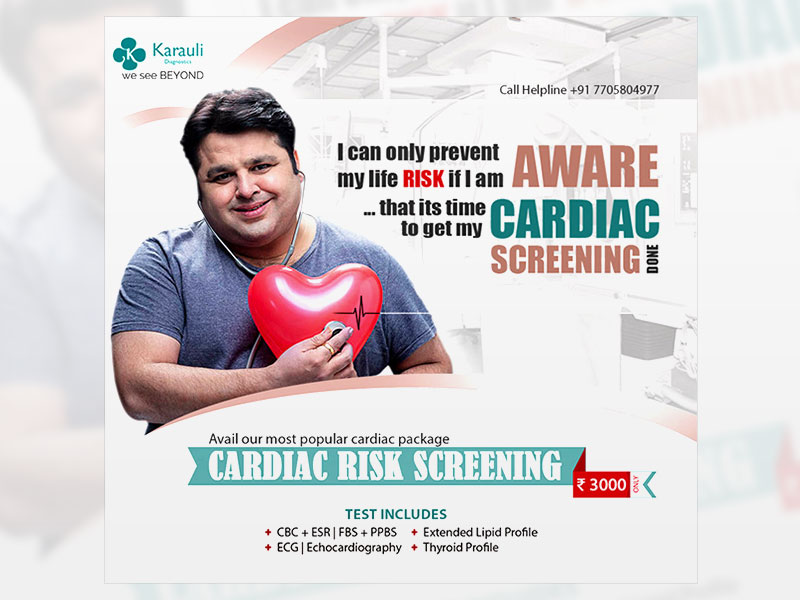 Karauli
Diagnostics
we see BEYOND
Call Helpline +91 7705804977
I can only prevent
my life RISK if I am AWARE
... that its time
to get my CARDIAC
SCREENING DONE
Avail our most popular cardiac package
CARDIAC RISK SCREENING
₹ 3000 ONLY
TEST INCLUDES
+ CBC + ESR | FBS + PPBS + Extended Lipid Profile
+ ECG | Echocardiography + Thyroid Profile